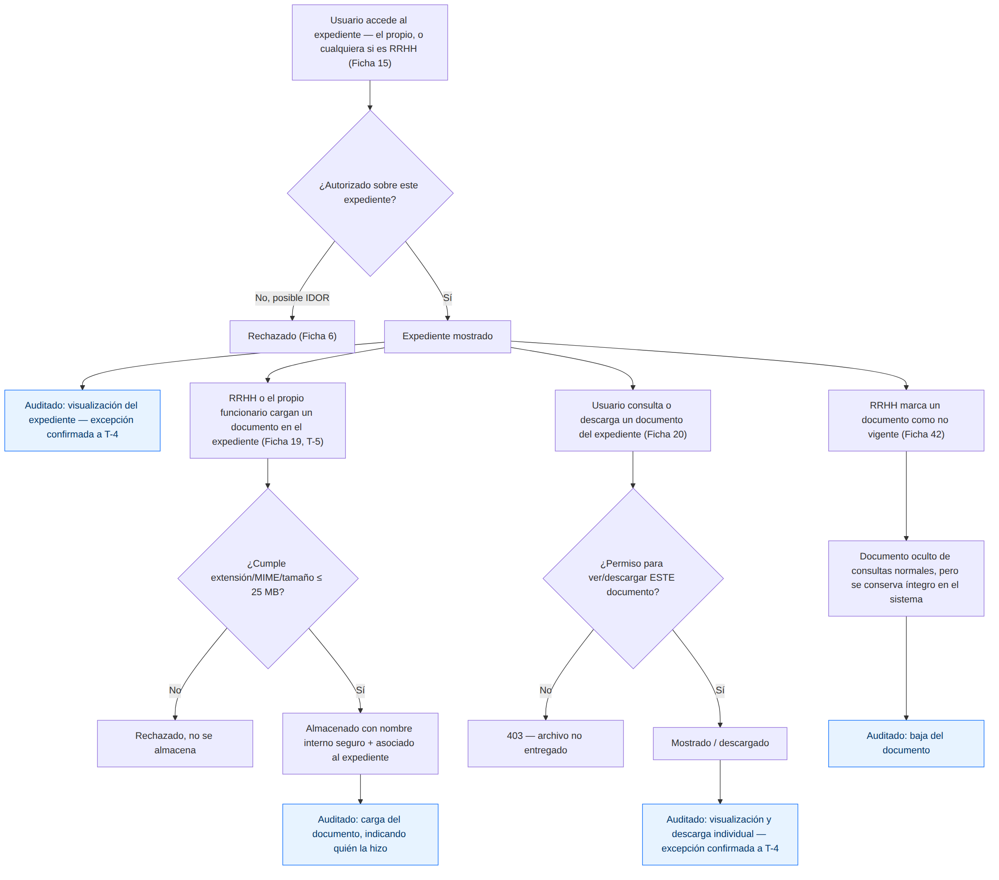 Usuario accede al
expediente — el propio, o
cualquiera si es RRHH
(Ficha 15)
¿Autorizado sobre este
expediente?
No, posible IDOR
Sí
Rechazado (Ficha 6)
Expediente mostrado
Auditado: visualización del
expediente — excepción
confirmada a T-4
RRHH o el propio
funcionario cargan un
documento en el
expediente (Ficha 19, T-5)
Usuario consulta o
descarga un documento
del expediente (Ficha 20)
RRHH marca un
documento como no
vigente (Ficha 42)
¿Cumple
extensión/MIME/tamaño ≤
25 MB?
¿Permiso para
ver/descargar ESTE
documento?
Documento oculto de
consultas normales, pero
se conserva íntegro en el
sistema
No
Sí
No
Sí
Rechazado, no se
almacena
Almacenado con nombre
interno seguro + asociado
al expediente
403 — archivo no
entregado
Mostrado / descargado
Auditado: baja del
documento
Auditado: carga del
documento, indicando
quién la hizo
Auditado: visualización y
descarga individual —
excepción confirmada a T-4